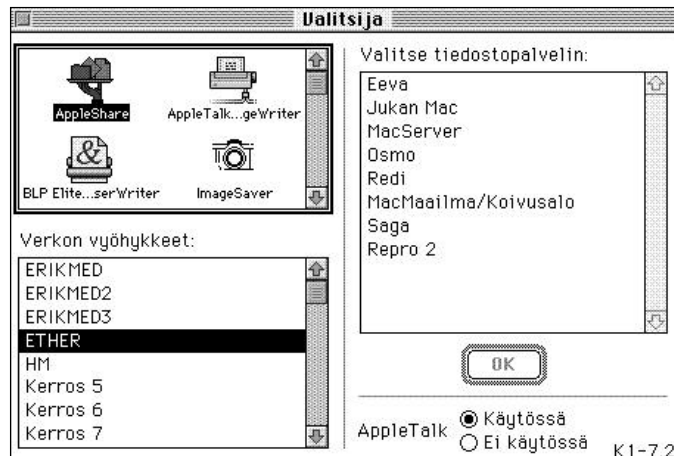 Valitsija
AppleShare
AppleTalk...geWriter
BLP Elite...serWriter
ImageSaver
Verkon vyöhykkeet:
ERIKMED
ERIKMED2
ERIKMED3
ETHER
HM
Kerros 5
Kerros 6
Kerros 7
Valitse tiedostopalvelin:
Eeva
Jukan Mac
MacServer
Osmo
Redi
MacMaailma/Koivusalo
Saga
Repro 2
OK
AppleTalk
Käytössä
Ei käytössä
K1-7.2